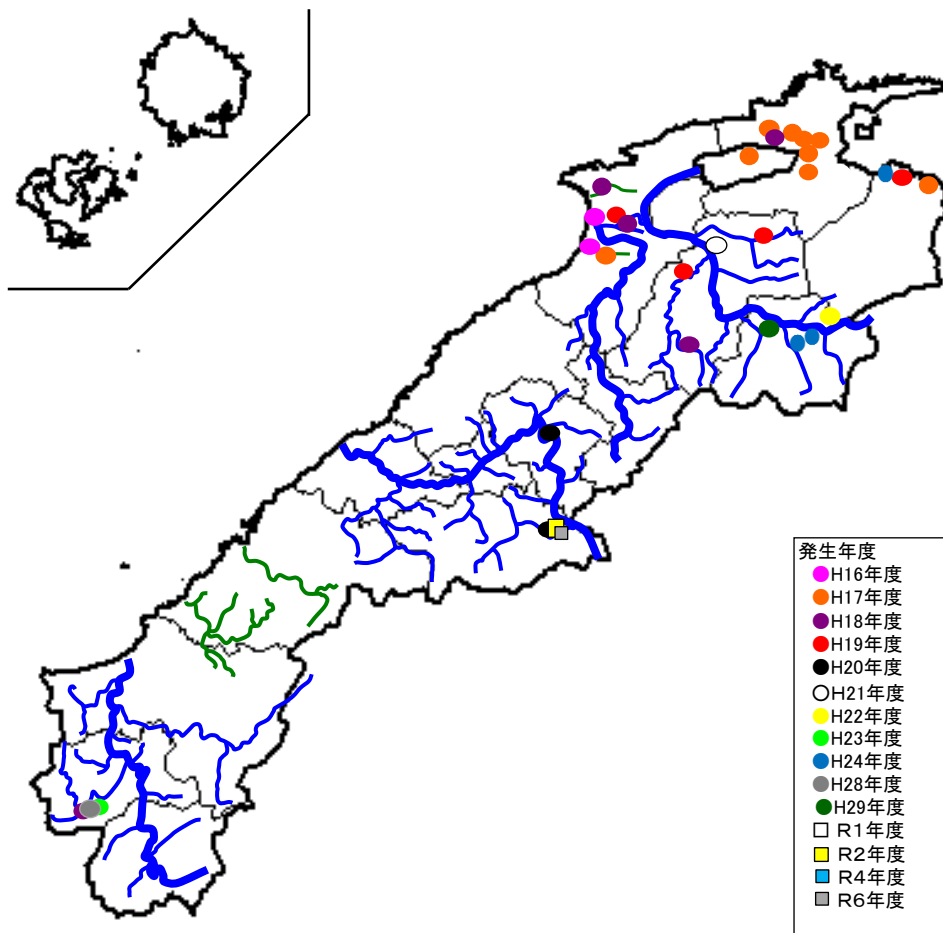 発生年度
H16年度
H17年度
H18年度
H19年度
H20年度
H21年度
H22年度
H23年度
H24年度
H28年度
H29年度
R1年度
R2年度
R4年度
R6年度